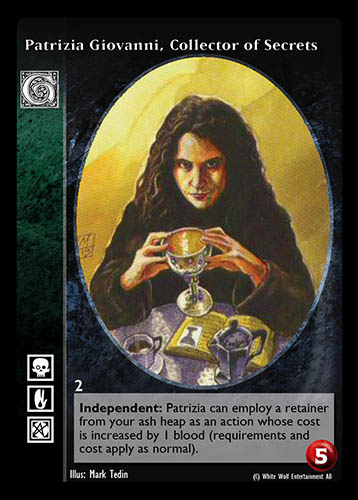 Patrizia Giovanni, Collector of Secrets
2
Independent: Patrizia can employ a retainer
from your ash heap as an action whose cost
is increased by 1 blood (requirements and
cost apply as normal).
5
Illus: Mark Tedin
(C) White Wolf Entertainment AB